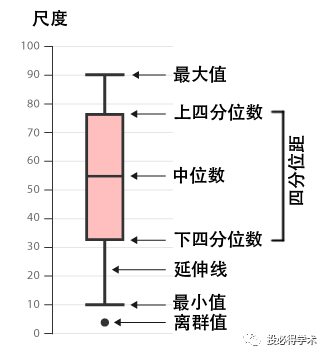 尺度
100
90
最大值
80
上四分位数
70
60
中位数
50
四分位距
40
下四分位数
30
延伸线
20
10
最小值
离群值
0
投必得学术